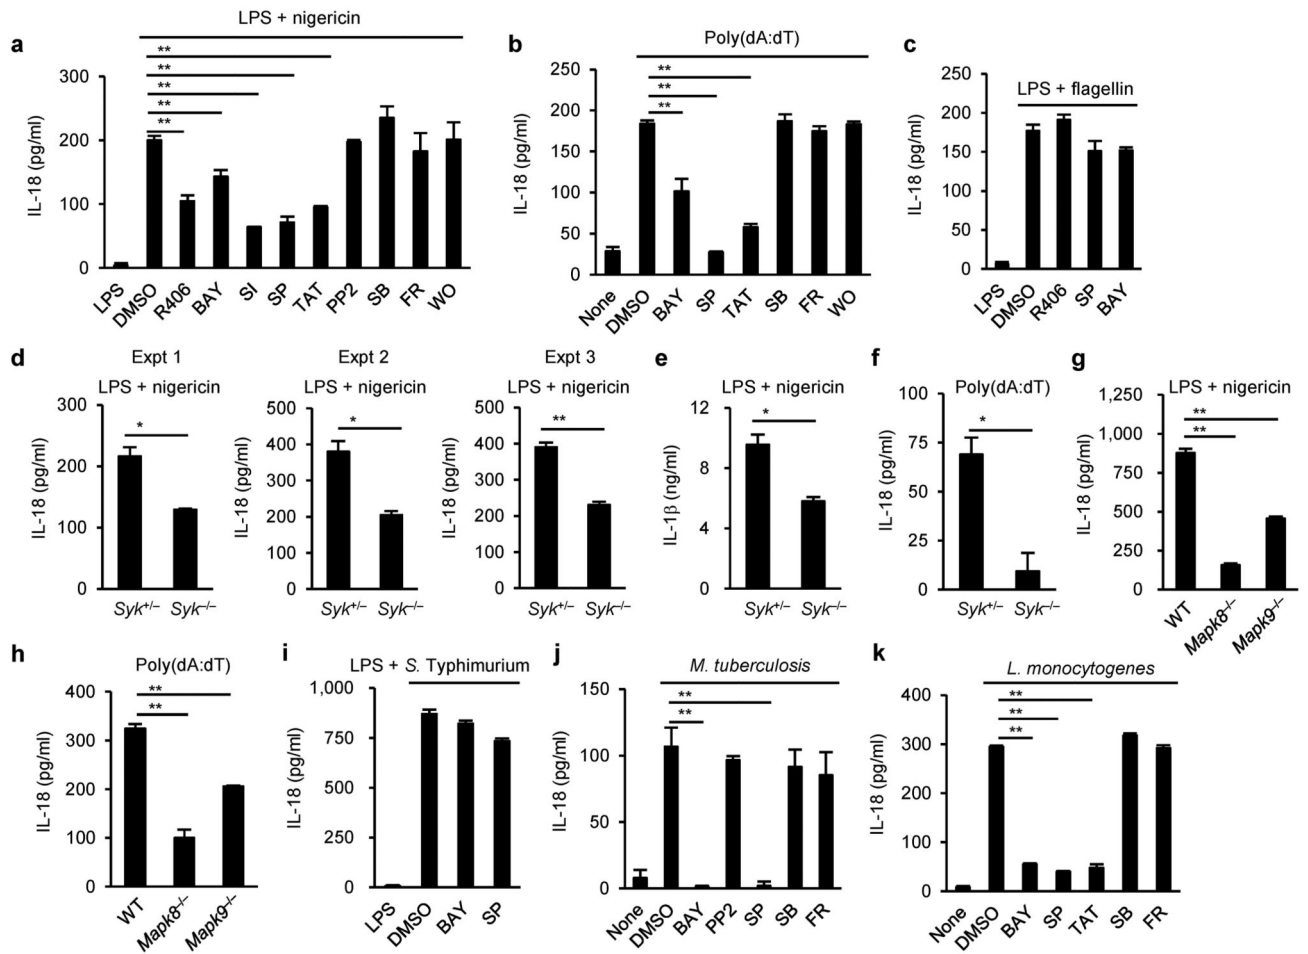 LPS + nigericin
a
**
**
**
**
**
300
200
100
0
IL-18 (pg/ml)
LPS
DMSO
R406
BAY
SI
SP
TAT
PP2
SB
FR
WO
b
Poly(dA:dT)
**
**
**
250
200
150
100
50
0
IL-18 (pg/ml)
None
DMSO
BAY
SP
TAT
SB
FR
WO
c
LPS + flagellin
250
200
150
100
50
0
IL-18 (pg/ml)
LPS
DMSO
R406
SP
BAY
d
Expt 1
LPS + nigericin
*
300
200
100
0
IL-18 (pg/ml)
Syk+/–
Syk–/–
Expt 2
LPS + nigericin
*
500
400
300
200
100
0
IL-18 (pg/ml)
Syk+/–
Syk–/–
Expt 3
LPS + nigericin
**
500
400
300
200
100
0
IL-18 (pg/ml)
Syk+/–
Syk–/–
e
LPS + nigericin
*
12
8
4
0
IL-1β (ng/ml)
Syk+/–
Syk–/–
f
Poly(dA:dT)
*
100
75
50
25
0
IL-18 (pg/ml)
Syk+/–
Syk–/–
g
LPS + nigericin
**
**
1,250
1,000
750
500
250
0
IL-18 (pg/ml)
WT
Mapk8–/–
Mapk9–/–
h
Poly(dA:dT)
**
**
400
300
200
100
0
IL-18 (pg/ml)
WT
Mapk8–/–
Mapk9–/–
i
LPS + S. Typhimurium
1,000
750
500
250
0
IL-18 (pg/ml)
LPS
DMSO
BAY
SP
j
M. tuberculosis
**
**
150
100
50
0
IL-18 (pg/ml)
None
DMSO
BAY
PP2
SP
SB
FR
k
L. monocytogenes
**
**
**
400
300
200
100
0
IL-18 (pg/ml)
None
DMSO
BAY
SP
TAT
SB
FR